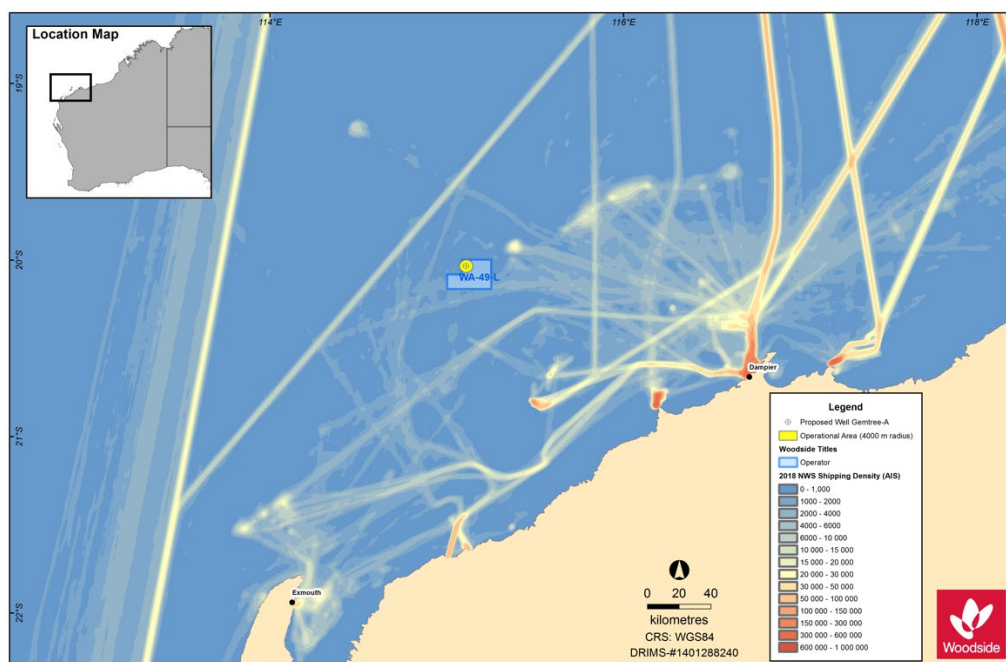 Location Map
114°E
116°E
118°E
19°S
20°S
21°S
22°S
WA-49-L
Dampier
Exmouth
Legend
Proposed Well Gemtree-A
Operational Area (4000 m radius)
Woodside Titles
Operator
2018 NWS Shipping Density (AIS)
0 - 1,000
1000 - 2000
2000 - 4000
4000 - 6000
6000 - 10 000
10 000 - 15 000
15 000 - 20 000
20 000 - 30 000
30 000 - 50 000
50 000 - 100 000
100 000 - 150 000
150 000 - 300 000
300 000 - 600 000
600 000 - 1 000 000
0 20 40
kilometres
CRS: WGS84
DRIMS-#1401288240
Woodside